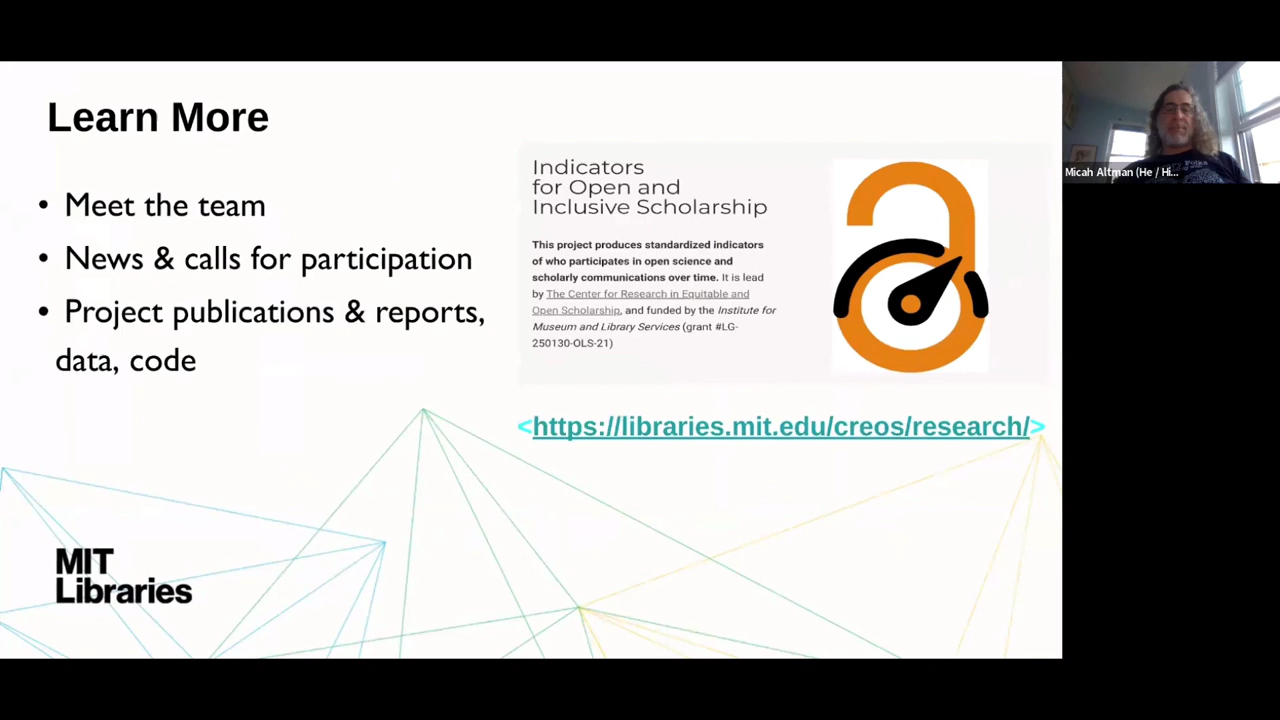 Learn More
• Meet the team
• News & calls for participation
• Project publications & reports,
data, code
Indicators
for Open and
Inclusive Scholarship
This project produces standardized indicators
of who participates in open science and
scholarly communications over time. It is lead
by The Center for Research in Equitable and
Open Scholarship, and funded by the Institute for
Museum and Library Services (grant #LG-
250130-OLS-21)
<https://libraries.mit.edu/creos/research/>
MIT
Libraries
Micah Altman (He / Hi...